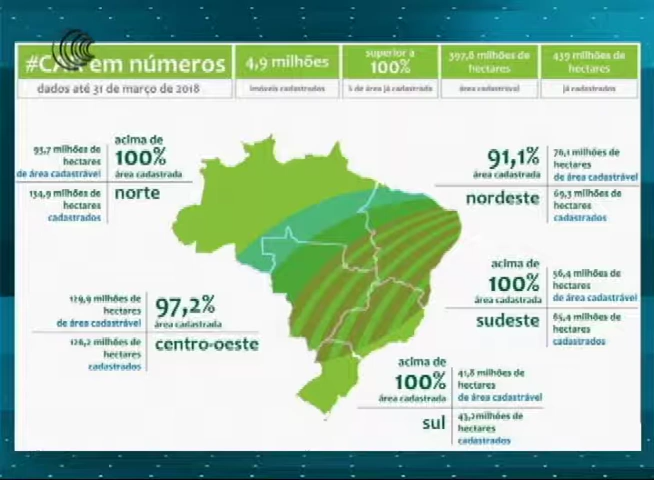 #CAR em números
dados até 31 de março de 2018
4,9 milhões
imóveis cadastrados
superior a
100%
% de área já cadastrada
397,8 milhões de
hectares
área cadastrável
439 milhões de
hectares
já cadastrados
93,7 milhões de
hectares
de área cadastrável
134,9 milhões de
hectares
cadastrados
acima de
100%
área cadastrada
norte
91,1%
área cadastrada
nordeste
76,1 milhões de
hectares
de área cadastrável
69,3 milhões de
hectares
cadastrados
129,9 milhões de
hectares
de área cadastrável
126,2 milhões de
hectares
cadastrados
97,2%
área cadastrada
centro-oeste
acima de
100%
área cadastrada
sudeste
56,4 milhões de
hectares
de área cadastrável
65,4 milhões de
hectares
cadastrados
acima de
100%
área cadastrada
sul
41,8 milhões de
hectares
de área cadastrável
43,2milhões de
hectares
cadastrados